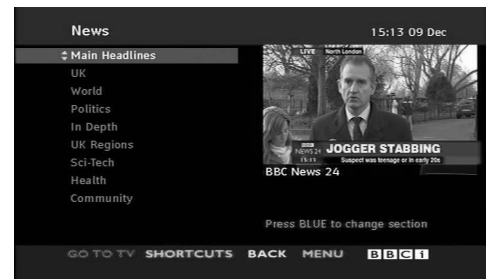 News
15:13 09 Dec
Main Headlines
UK
World
Politics
In Depth
UK Regions
Sci-Tech
Health
Community
LIVE North London
BBC
NEWS 24
15:13
JOGGER STABBING
Suspect was teenage or in early 20s
BBC News 24
Press BLUE to change section
GO TO TV SHORTCUTS BACK MENU BBCi